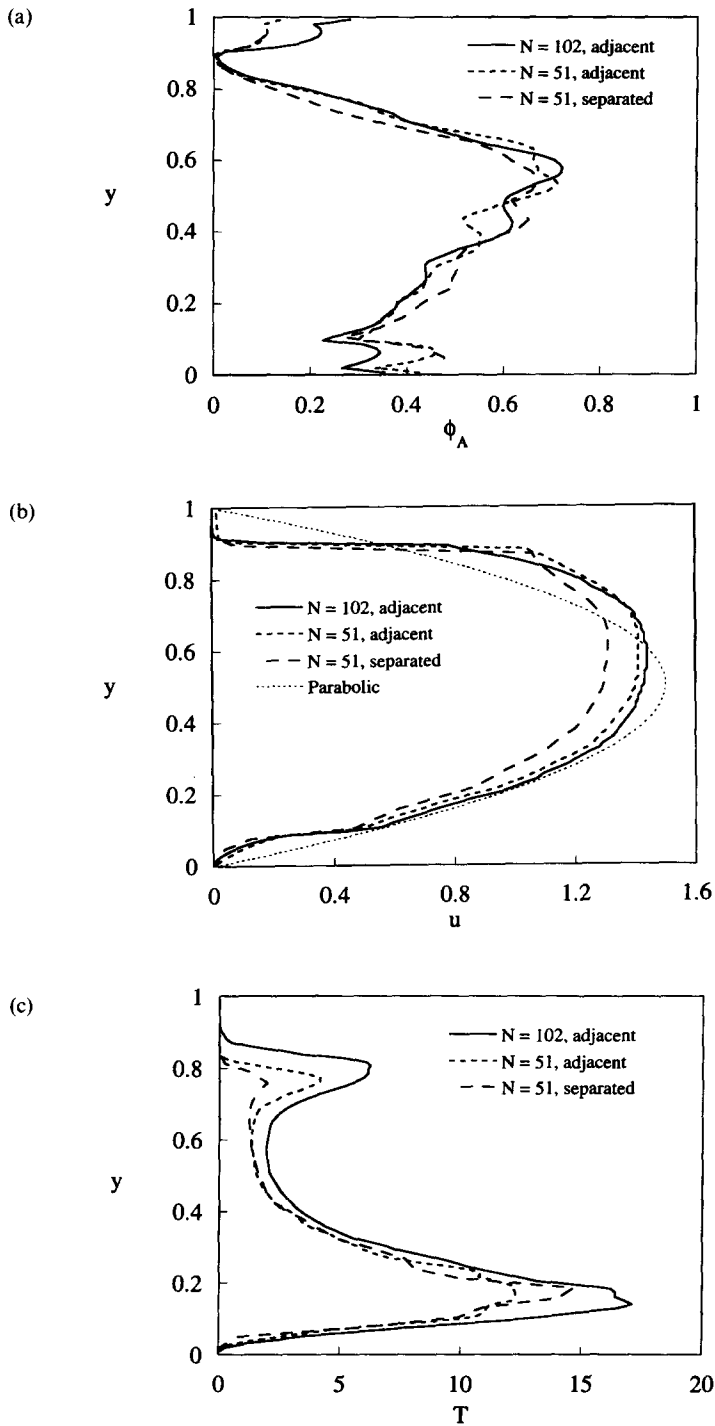 (a)
1
0.8
0.6
0.4
0.2
0
y
N = 102, adjacent
N = 51, adjacent
N = 51, separated
0 0.2 0.4 0.6 0.8 1
ϕA
(b)
1
0.8
0.6
0.4
0.2
0
y
N = 102, adjacent
N = 51, adjacent
N = 51, separated
Parabolic
0 0.4 0.8 1.2 1.6
u
(c)
1
0.8
0.6
0.4
0.2
0
y
N = 102, adjacent
N = 51, adjacent
N = 51, separated
0 5 10 15 20
T